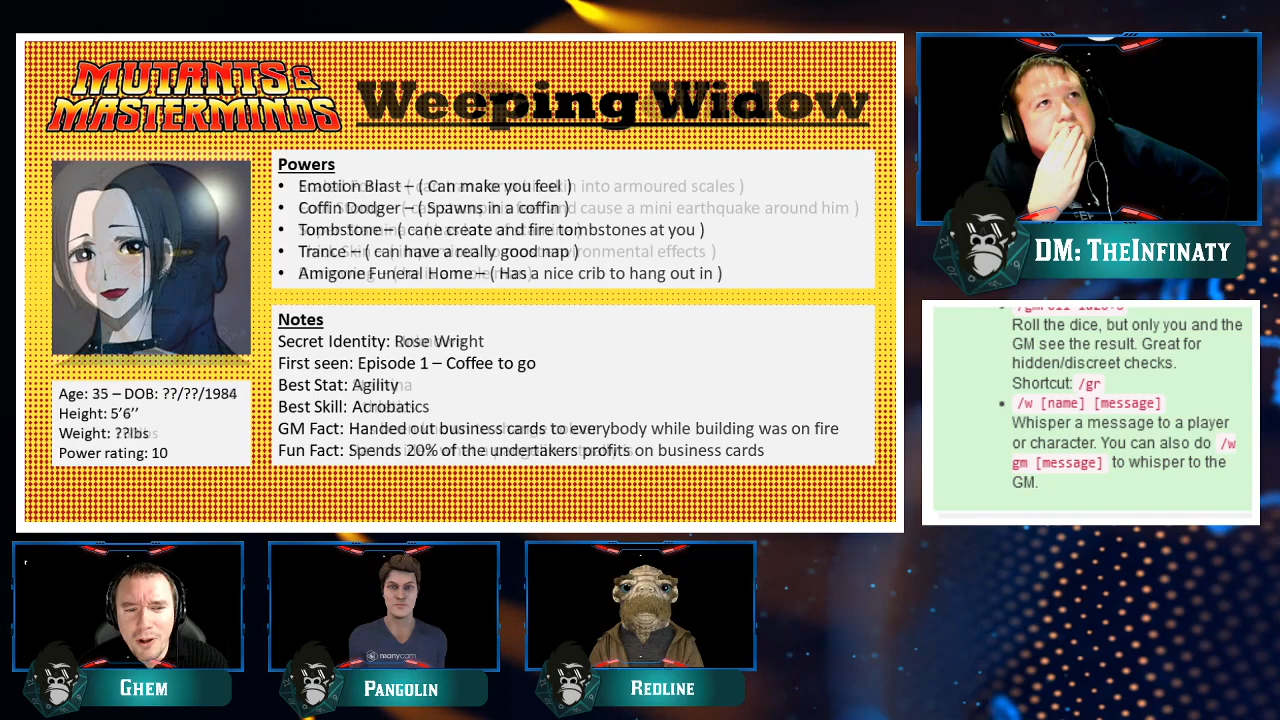 MUTANTS &
MASTERMINDS
Weeping Widow
Powers
• Emotion Blast – ( Can make you feel )
• Coffin Dodger – ( Spawns in a coffin )
• Tombstone – ( can create and fire tombstones at you )
• Trance – ( can have a really good nap )
• Amigone Funeral Home – ( Has a nice crib to hang out in )
Notes
Secret Identity: Rose Wright
First seen: Episode 1 – Coffee to go
Best Stat: Agility
Best Skill: Acrobatics
GM Fact: Handed out business cards to everybody while building was on fire
Fun Fact: Spends 20% of the undertakers profits on business cards
Age: 35 – DOB: ??/??/1984
Height: 5’6’’
Weight: ??lbs
Power rating: 10
DM: TheInfinaty
Roll the dice, but only you and the
GM see the result. Great for
hidden/discreet checks.
Shortcut: /gr
• /w [name] [message]
Whisper a message to a player
or character. You can also do /w
gm [message] to whisper to the
GM.
manycam
Ghem
Pangolin
Redline